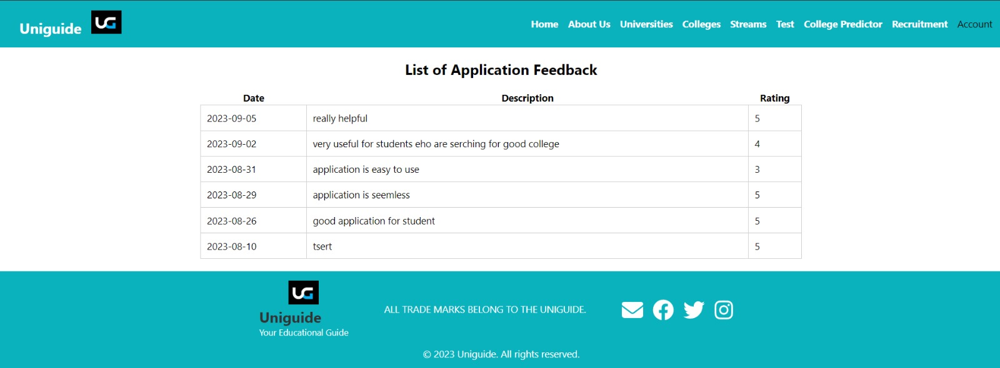 Uniguide UG Home About Us Universities Colleges Streams Test College Predictor Recruitment Account
List of Application Feedback
Date Description Rating
2023-09-05 really helpful 5
2023-09-02 very useful for students eho are serching for good college 4
2023-08-31 application is easy to use 3
2023-08-29 application is seemless 5
2023-08-26 good application for student 5
2023-08-10 tsert 5
UG
Uniguide
Your Educational Guide
ALL TRADE MARKS BELONG TO THE UNIGUIDE.
© 2023 Uniguide. All rights reserved.